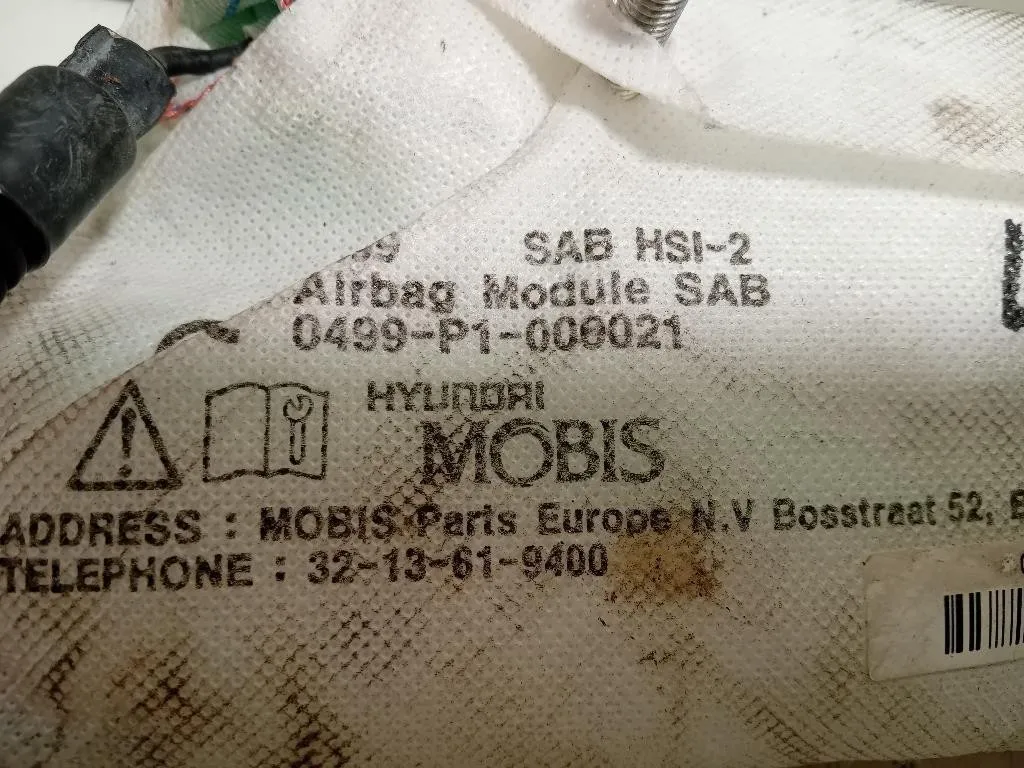 SAB HSI-2
Airbag Module SAB
0499-P1-000021
HYUNDAI
MOBIS
ADDRESS : MOBIS Parts Europe N.V Bosstraat 52,
TELEPHONE : 32-13-61-9400